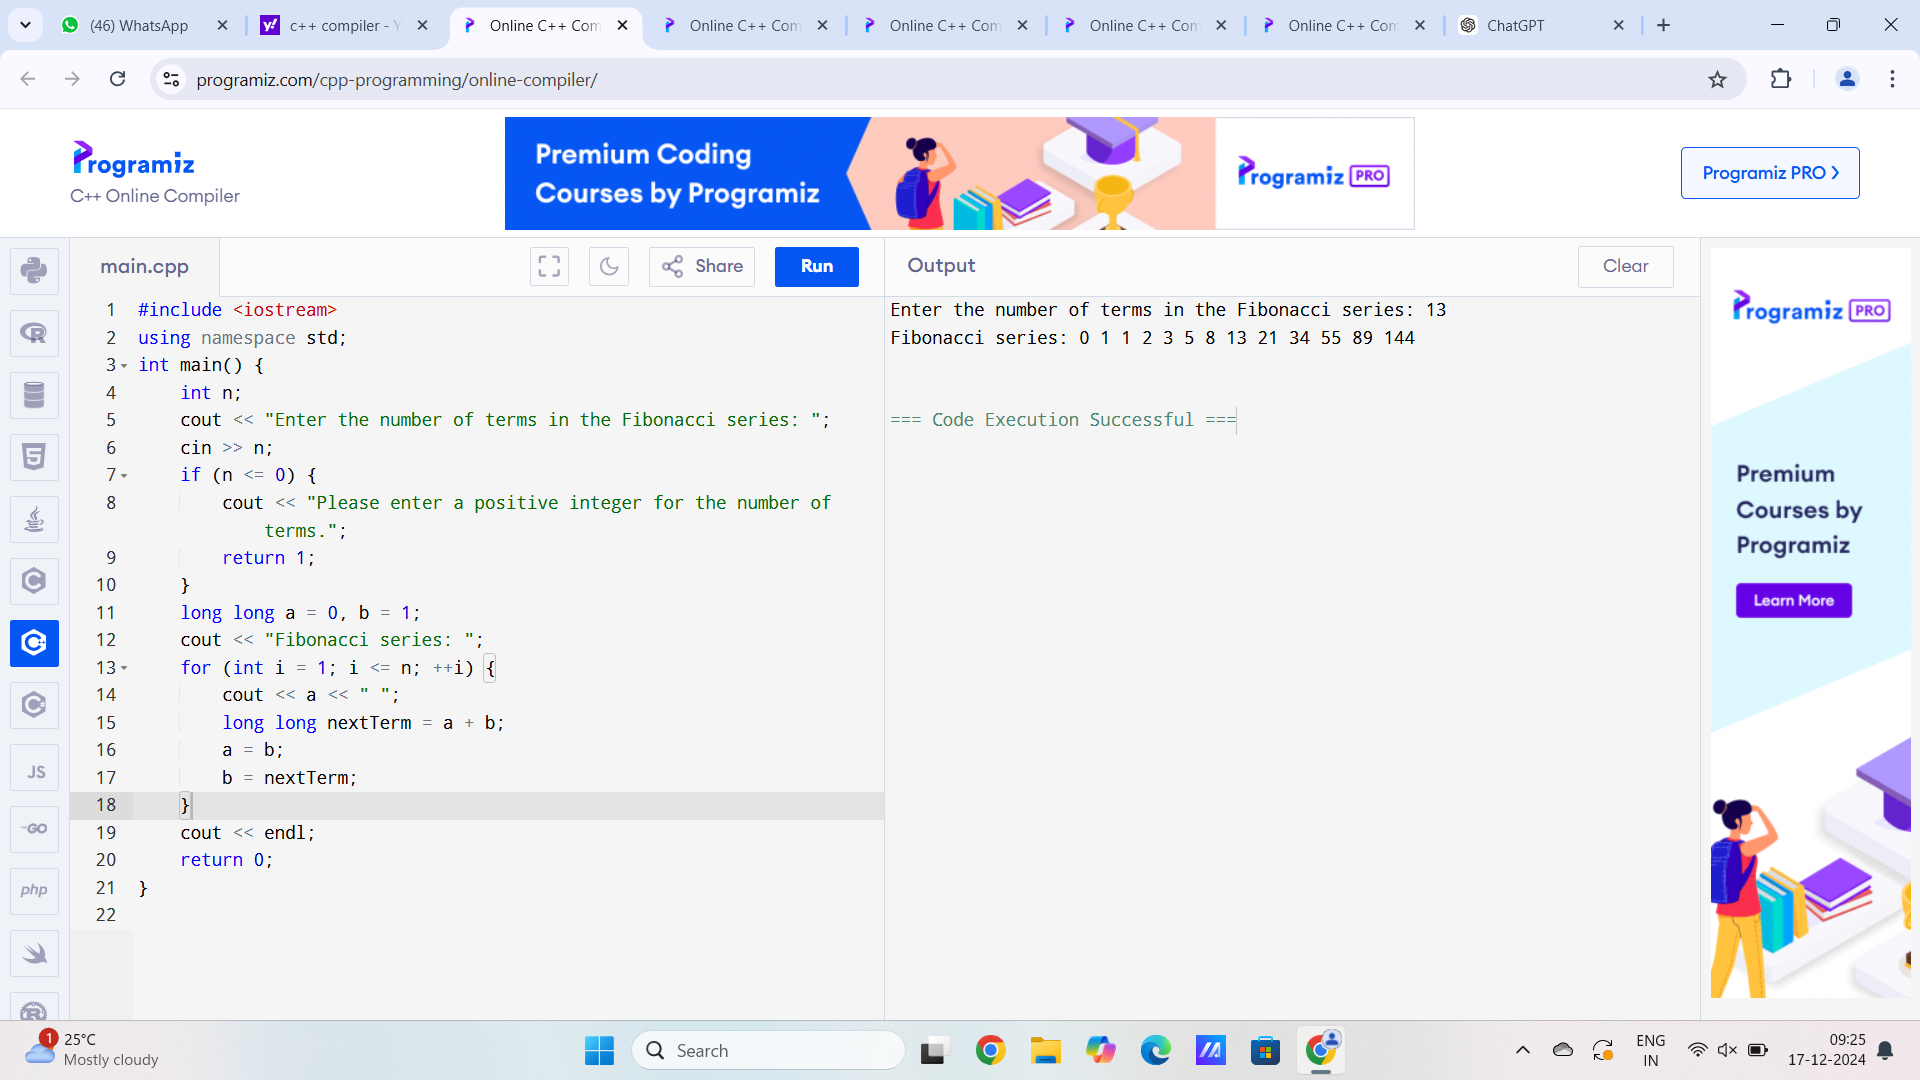 (46) WhatsApp
c++ compiler - Y
Online C++ Com
Online C++ Com
Online C++ Com
Online C++ Com
Online C++ Com
ChatGPT
programiz.com/cpp-programming/online-compiler/
Programiz
C++ Online Compiler
Premium Coding
Courses by Programiz
Programiz PRO
Programiz PRO
main.cpp
Share
Run
Output
Clear
1 #include <iostream>
2 using namespace std;
3 int main() {
4 int n;
5 cout << "Enter the number of terms in the Fibonacci series: ";
6 cin >> n;
7 if (n <= 0) {
8 cout << "Please enter a positive integer for the number of
terms.";
9 return 1;
10 }
11 long long a = 0, b = 1;
12 cout << "Fibonacci series: ";
13 for (int i = 1; i <= n; ++i) {
14 cout << a << " ";
15 long long nextTerm = a + b;
16 a = b;
17 b = nextTerm;
18 }
19 cout << endl;
20 return 0;
21 }
22
Enter the number of terms in the Fibonacci series: 13
Fibonacci series: 0 1 1 2 3 5 8 13 21 34 55 89 144
=== Code Execution Successful ===
Programiz PRO
Premium
Courses by
Programiz
Learn More
JS
GO
php
1
25°C
Mostly cloudy
Search
ENG
IN
09:25
17-12-2024